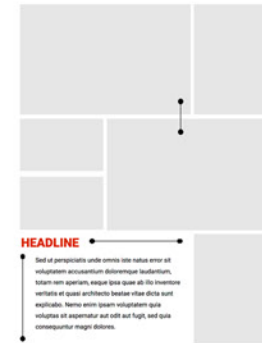 HEADLINE
Sed ut perspiciatis unde omnis iste natus error sit
voluptatem accusantium doloremque laudantium,
totam rem aperiam, eaque ipsa quae ab illo inventore
veritatis et quasi architecto beatae vitae dicta sunt
explicabo. Nemo enim ipsam voluptatem quia
voluptas sit aspernatur aut odit aut fugit, sed quia
consequuntur magni dolores.